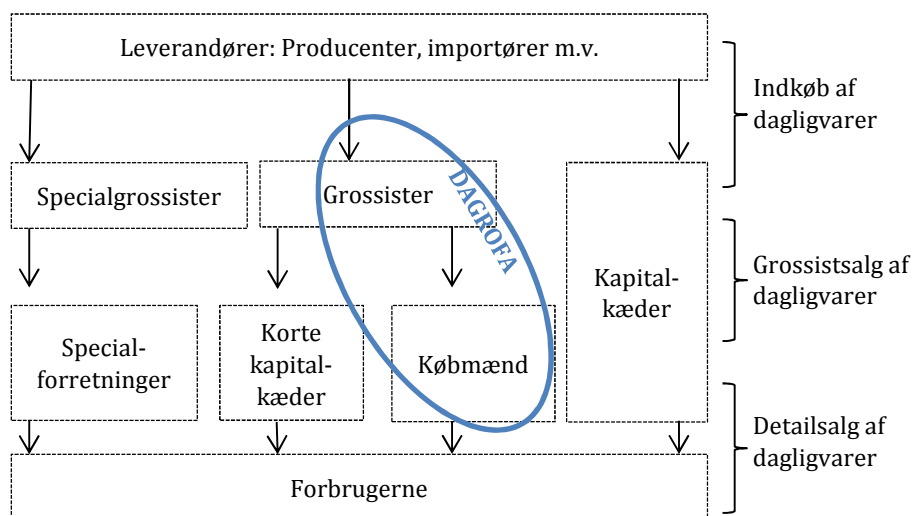 Leverandører: Producenter, importører m.v.
Indkøb af
dagligvarer
Specialgrossister
Grossister
DAGROFA
Kapital-
kæder
Grossistsalg af
dagligvarer
Special-
forretninger
Korte
kapital-
kæder
Købmænd
Detailsalg af
dagligvarer
Forbrugerne